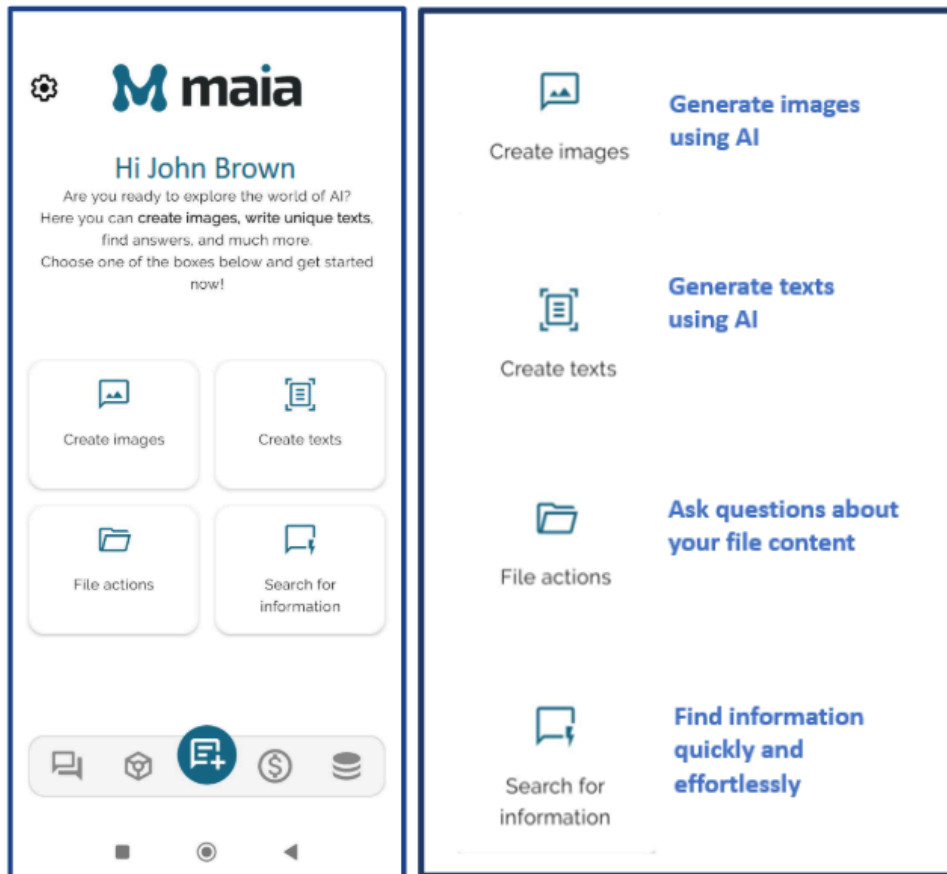 maia
Hi John Brown
Are you ready to explore the world of AI?
Here you can create images, write unique texts,
find answers, and much more.
Choose one of the boxes below and get started
now!
Create images
Create texts
File actions
Search for
information
Create images
Generate images
using AI
Create texts
Generate texts
using AI
File actions
Ask questions about
your file content
Search for
information
Find information
quickly and
effortlessly